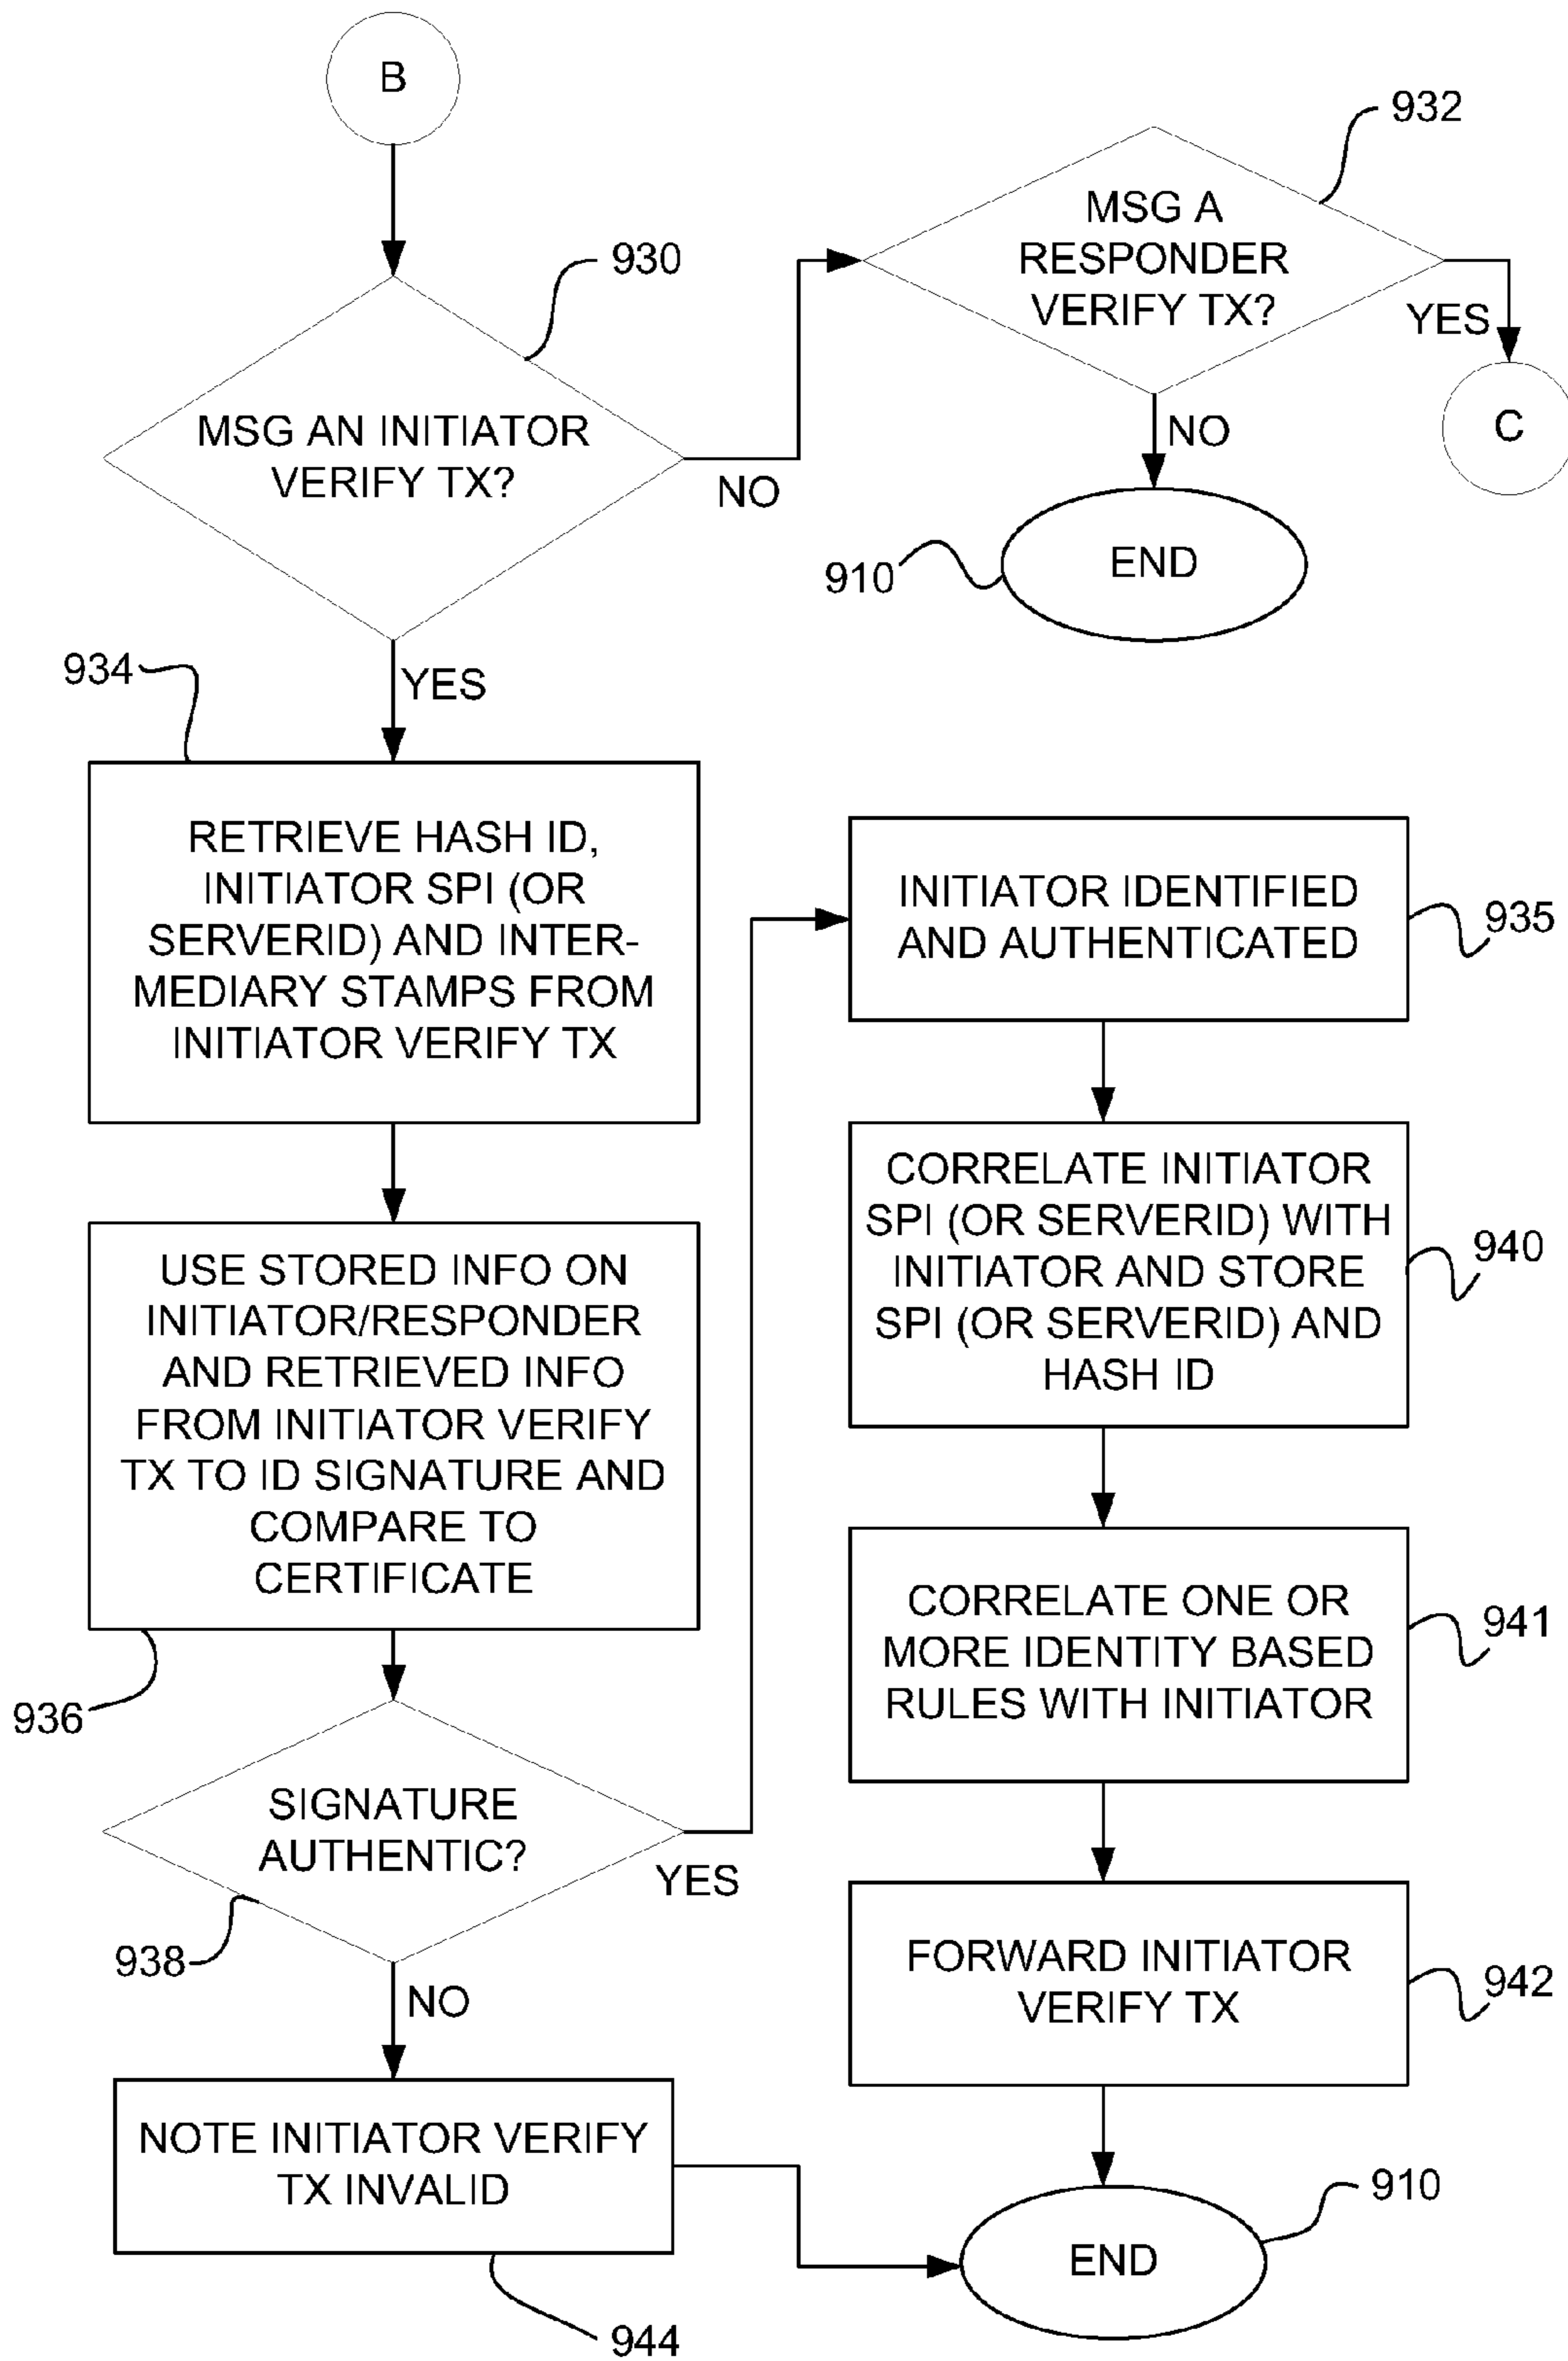 B
932
MSG A
RESPONDER
VERIFY TX?
930
YES
MSG AN INITIATOR
VERIFY TX?
NO
NO
C
910
END
934
YES
RETRIEVE HASH ID,
INITIATOR SPI (OR
SERVERID) AND INTER-
MEDIARY STAMPS FROM
INITIATOR VERIFY TX
INITIATOR IDENTIFIED
AND AUTHENTICATED
935
USE STORED INFO ON
INITIATOR/RESPONDER
AND RETRIEVED INFO
FROM INITIATOR VERIFY
TX TO ID SIGNATURE AND
COMPARE TO
CERTIFICATE
936
CORRELATE INITIATOR
SPI (OR SERVERID) WITH
INITIATOR AND STORE
SPI (OR SERVERID) AND
HASH ID
940
CORRELATE ONE OR
MORE IDENTITY BASED
RULES WITH INITIATOR
941
SIGNATURE
AUTHENTIC?
YES
938
NO
FORWARD INITIATOR
VERIFY TX
942
NOTE INITIATOR VERIFY
TX INVALID
944
END
910